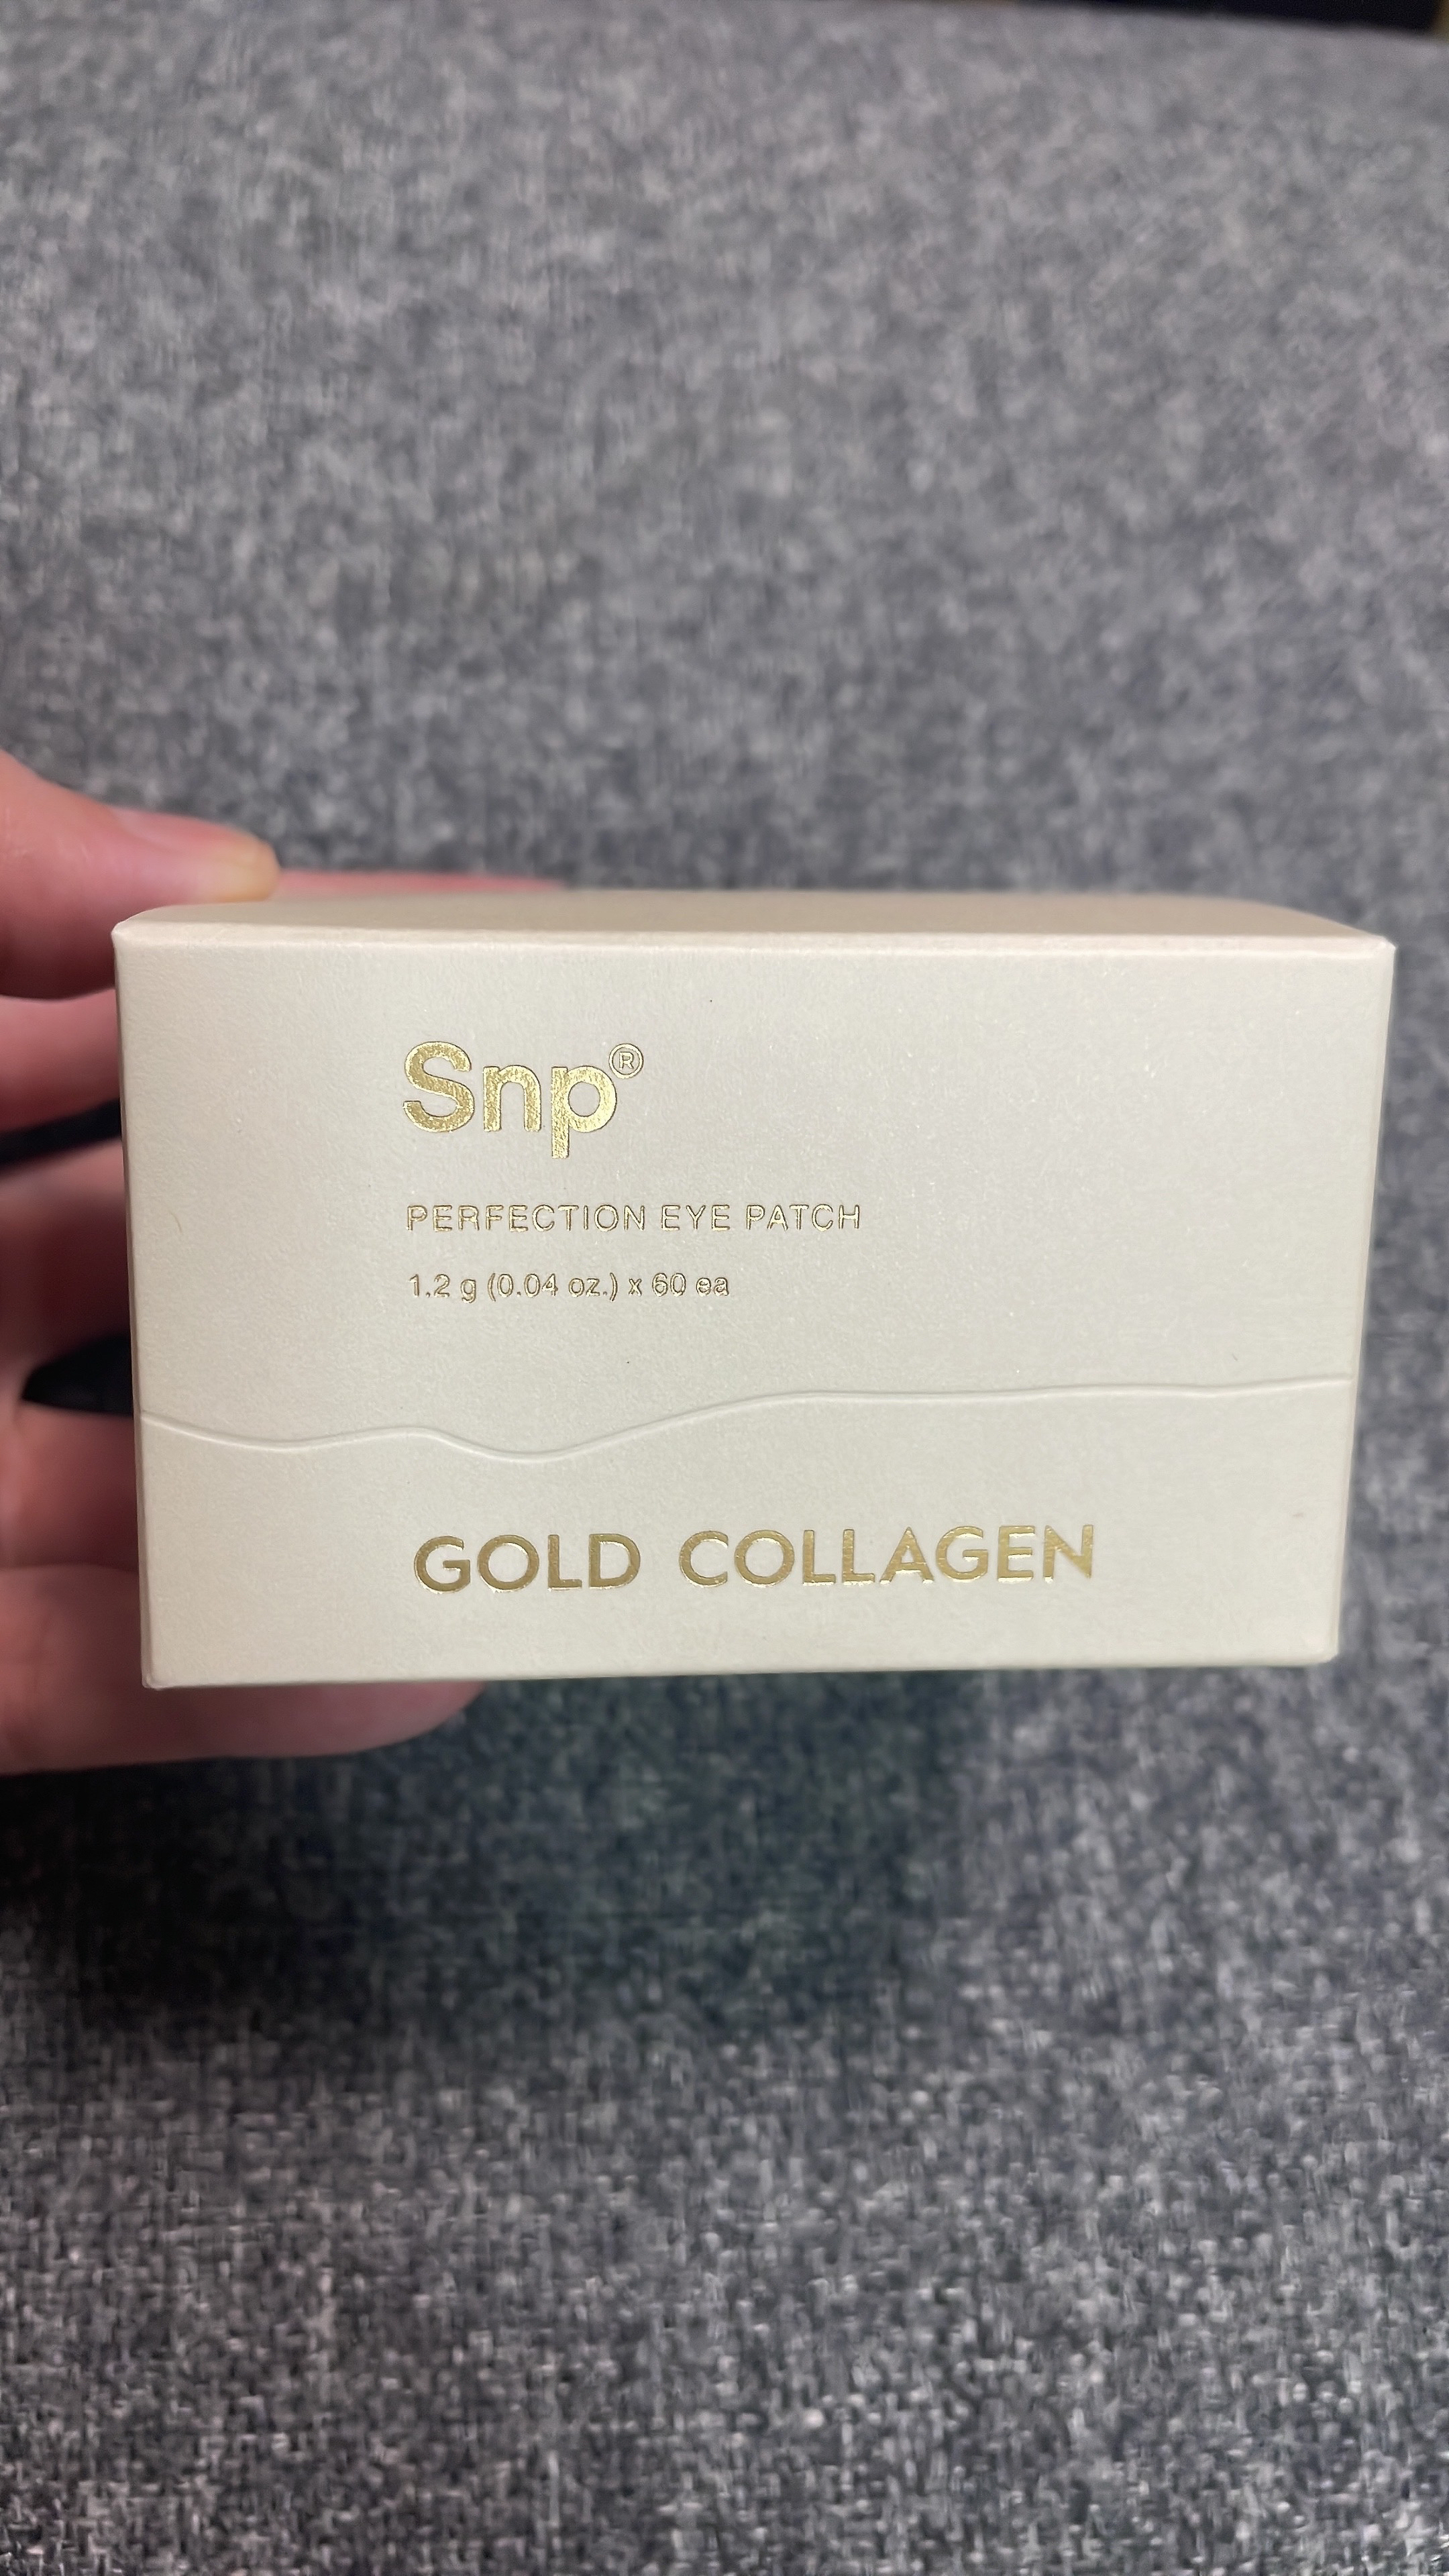 Snp®
PERFECTION EYE PATCH
1.2 g (0.04 oz.) x 60 ea
GOLD COLLAGEN